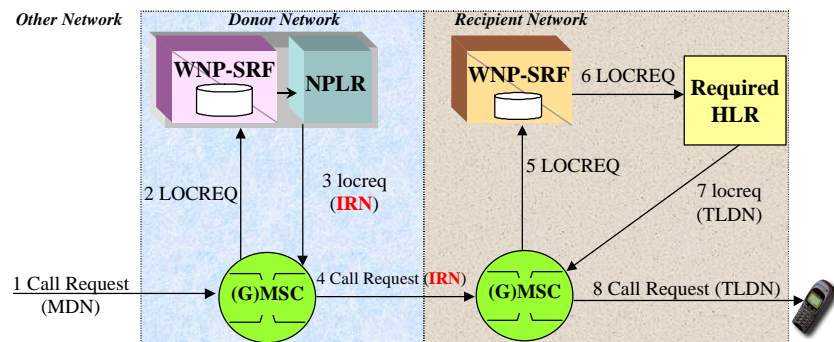 Other Network
Donor Network
Recipient Network
WNP-SRF
NPLR
WNP-SRF
6 LOCREQ
Required
HLR
2 LOCREQ
3 locreq
(IRN)
5 LOCREQ
7 locreq
(TLDN)
1 Call Request
(MDN)
(G)MSC
4 Call Request (IRN)
(G)MSC
8 Call Request (TLDN)